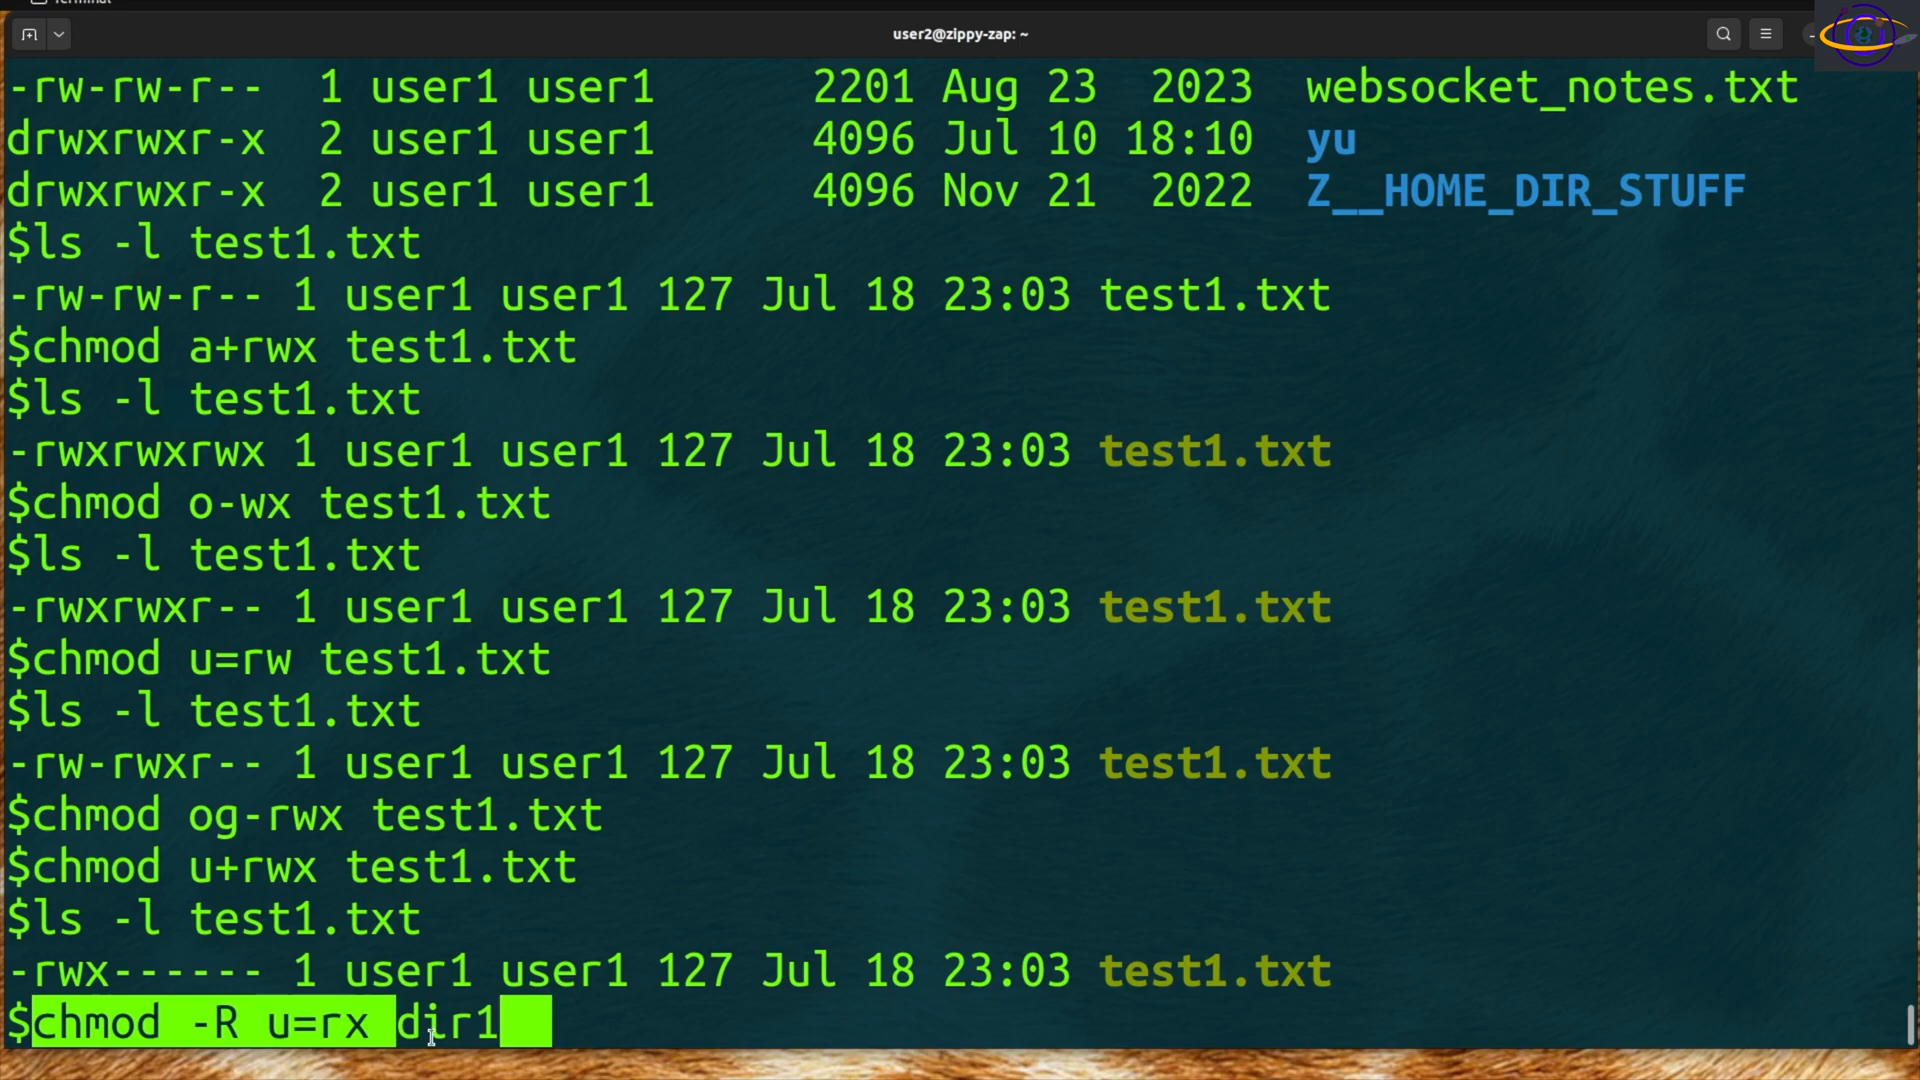 user2@zippy-zap: ~
-rw-rw-r-- 1 user1 user1 2201 Aug 23 2023 websocket_notes.txt
drwxrwxr-x 2 user1 user1 4096 Jul 10 18:10 yu
drwxrwxr-x 2 user1 user1 4096 Nov 21 2022 Z__HOME_DIR_STUFF
$ls -l test1.txt
-rw-rw-r-- 1 user1 user1 127 Jul 18 23:03 test1.txt
$chmod a+rwx test1.txt
$ls -l test1.txt
-rwxrwxrwx 1 user1 user1 127 Jul 18 23:03 test1.txt
$chmod o-wx test1.txt
$ls -l test1.txt
-rwxrwxr-- 1 user1 user1 127 Jul 18 23:03 test1.txt
$chmod u=rw test1.txt
$ls -l test1.txt
-rw-rwxr-- 1 user1 user1 127 Jul 18 23:03 test1.txt
$chmod og-rwx test1.txt
$chmod u+rwx test1.txt
$ls -l test1.txt
-rwx------ 1 user1 user1 127 Jul 18 23:03 test1.txt
$chmod -R u=rx dir1